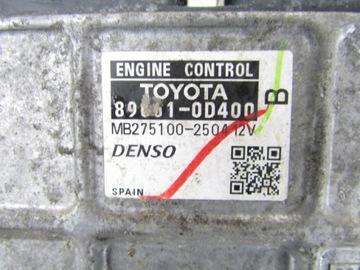 ENGINE CONTROL
TOYOTA
B
MB275100-2504 12V
DENSO
SPAIN